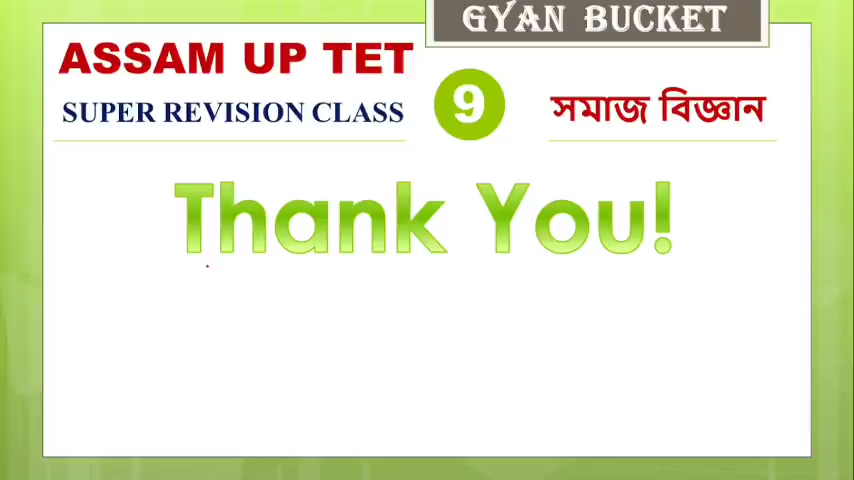 GYAN BUCKET
ASSAM UP TET
SUPER REVISION CLASS
9
সমাজ বিজ্ঞান
Thank You!